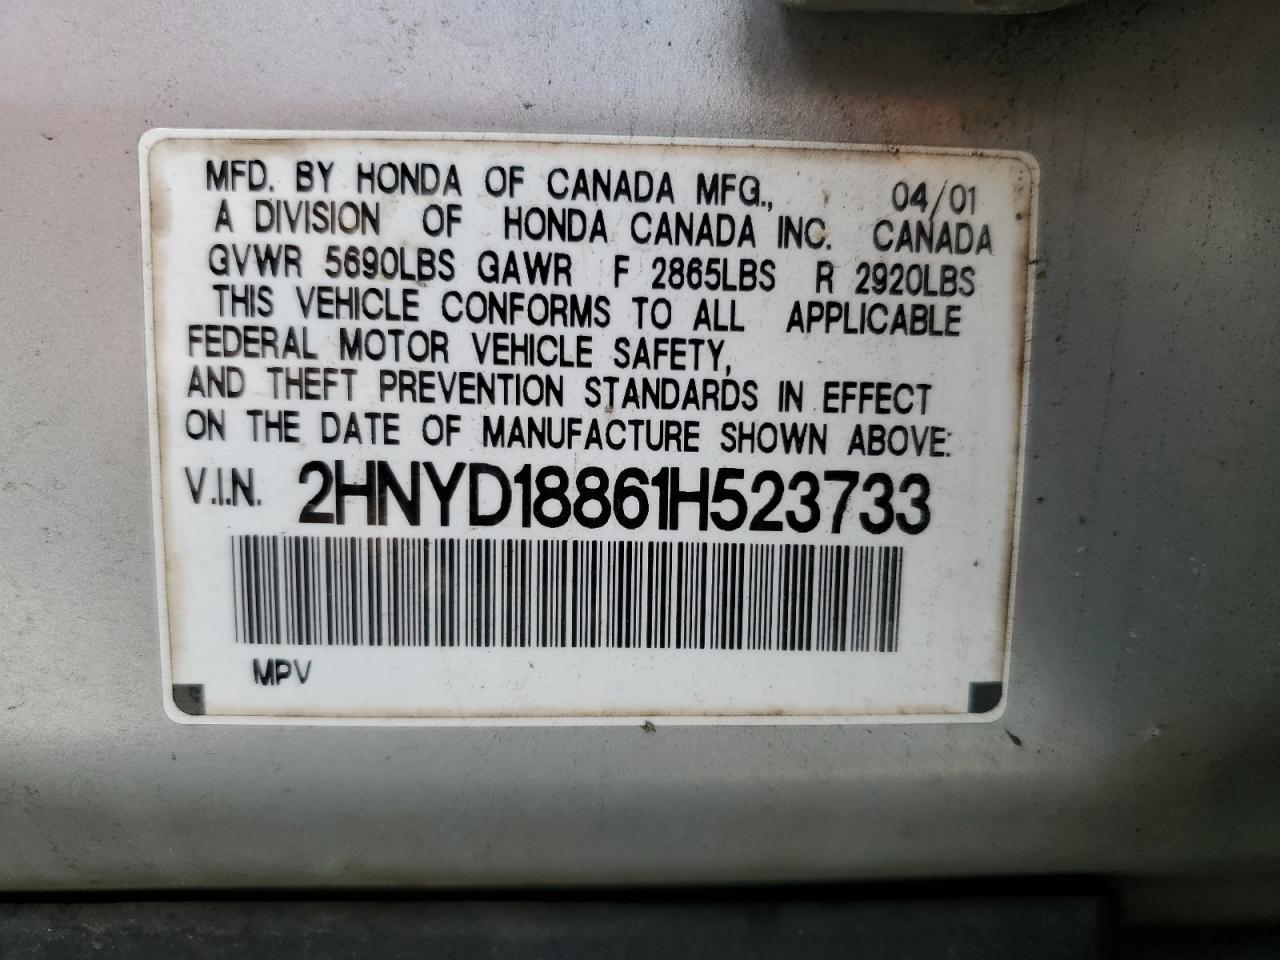 MFD. BY HONDA OF CANADA MFG., 04/01
A DIVISION OF HONDA CANADA INC. CANADA
GVWR 5690LBS GAWR F 2865LBS R 2920LBS
THIS VEHICLE CONFORMS TO ALL APPLICABLE
FEDERAL MOTOR VEHICLE SAFETY,
AND THEFT PREVENTION STANDARDS IN EFFECT
ON THE DATE OF MANUFACTURE SHOWN ABOVE:
V.I.N. 2HNYD18861H523733
MPV